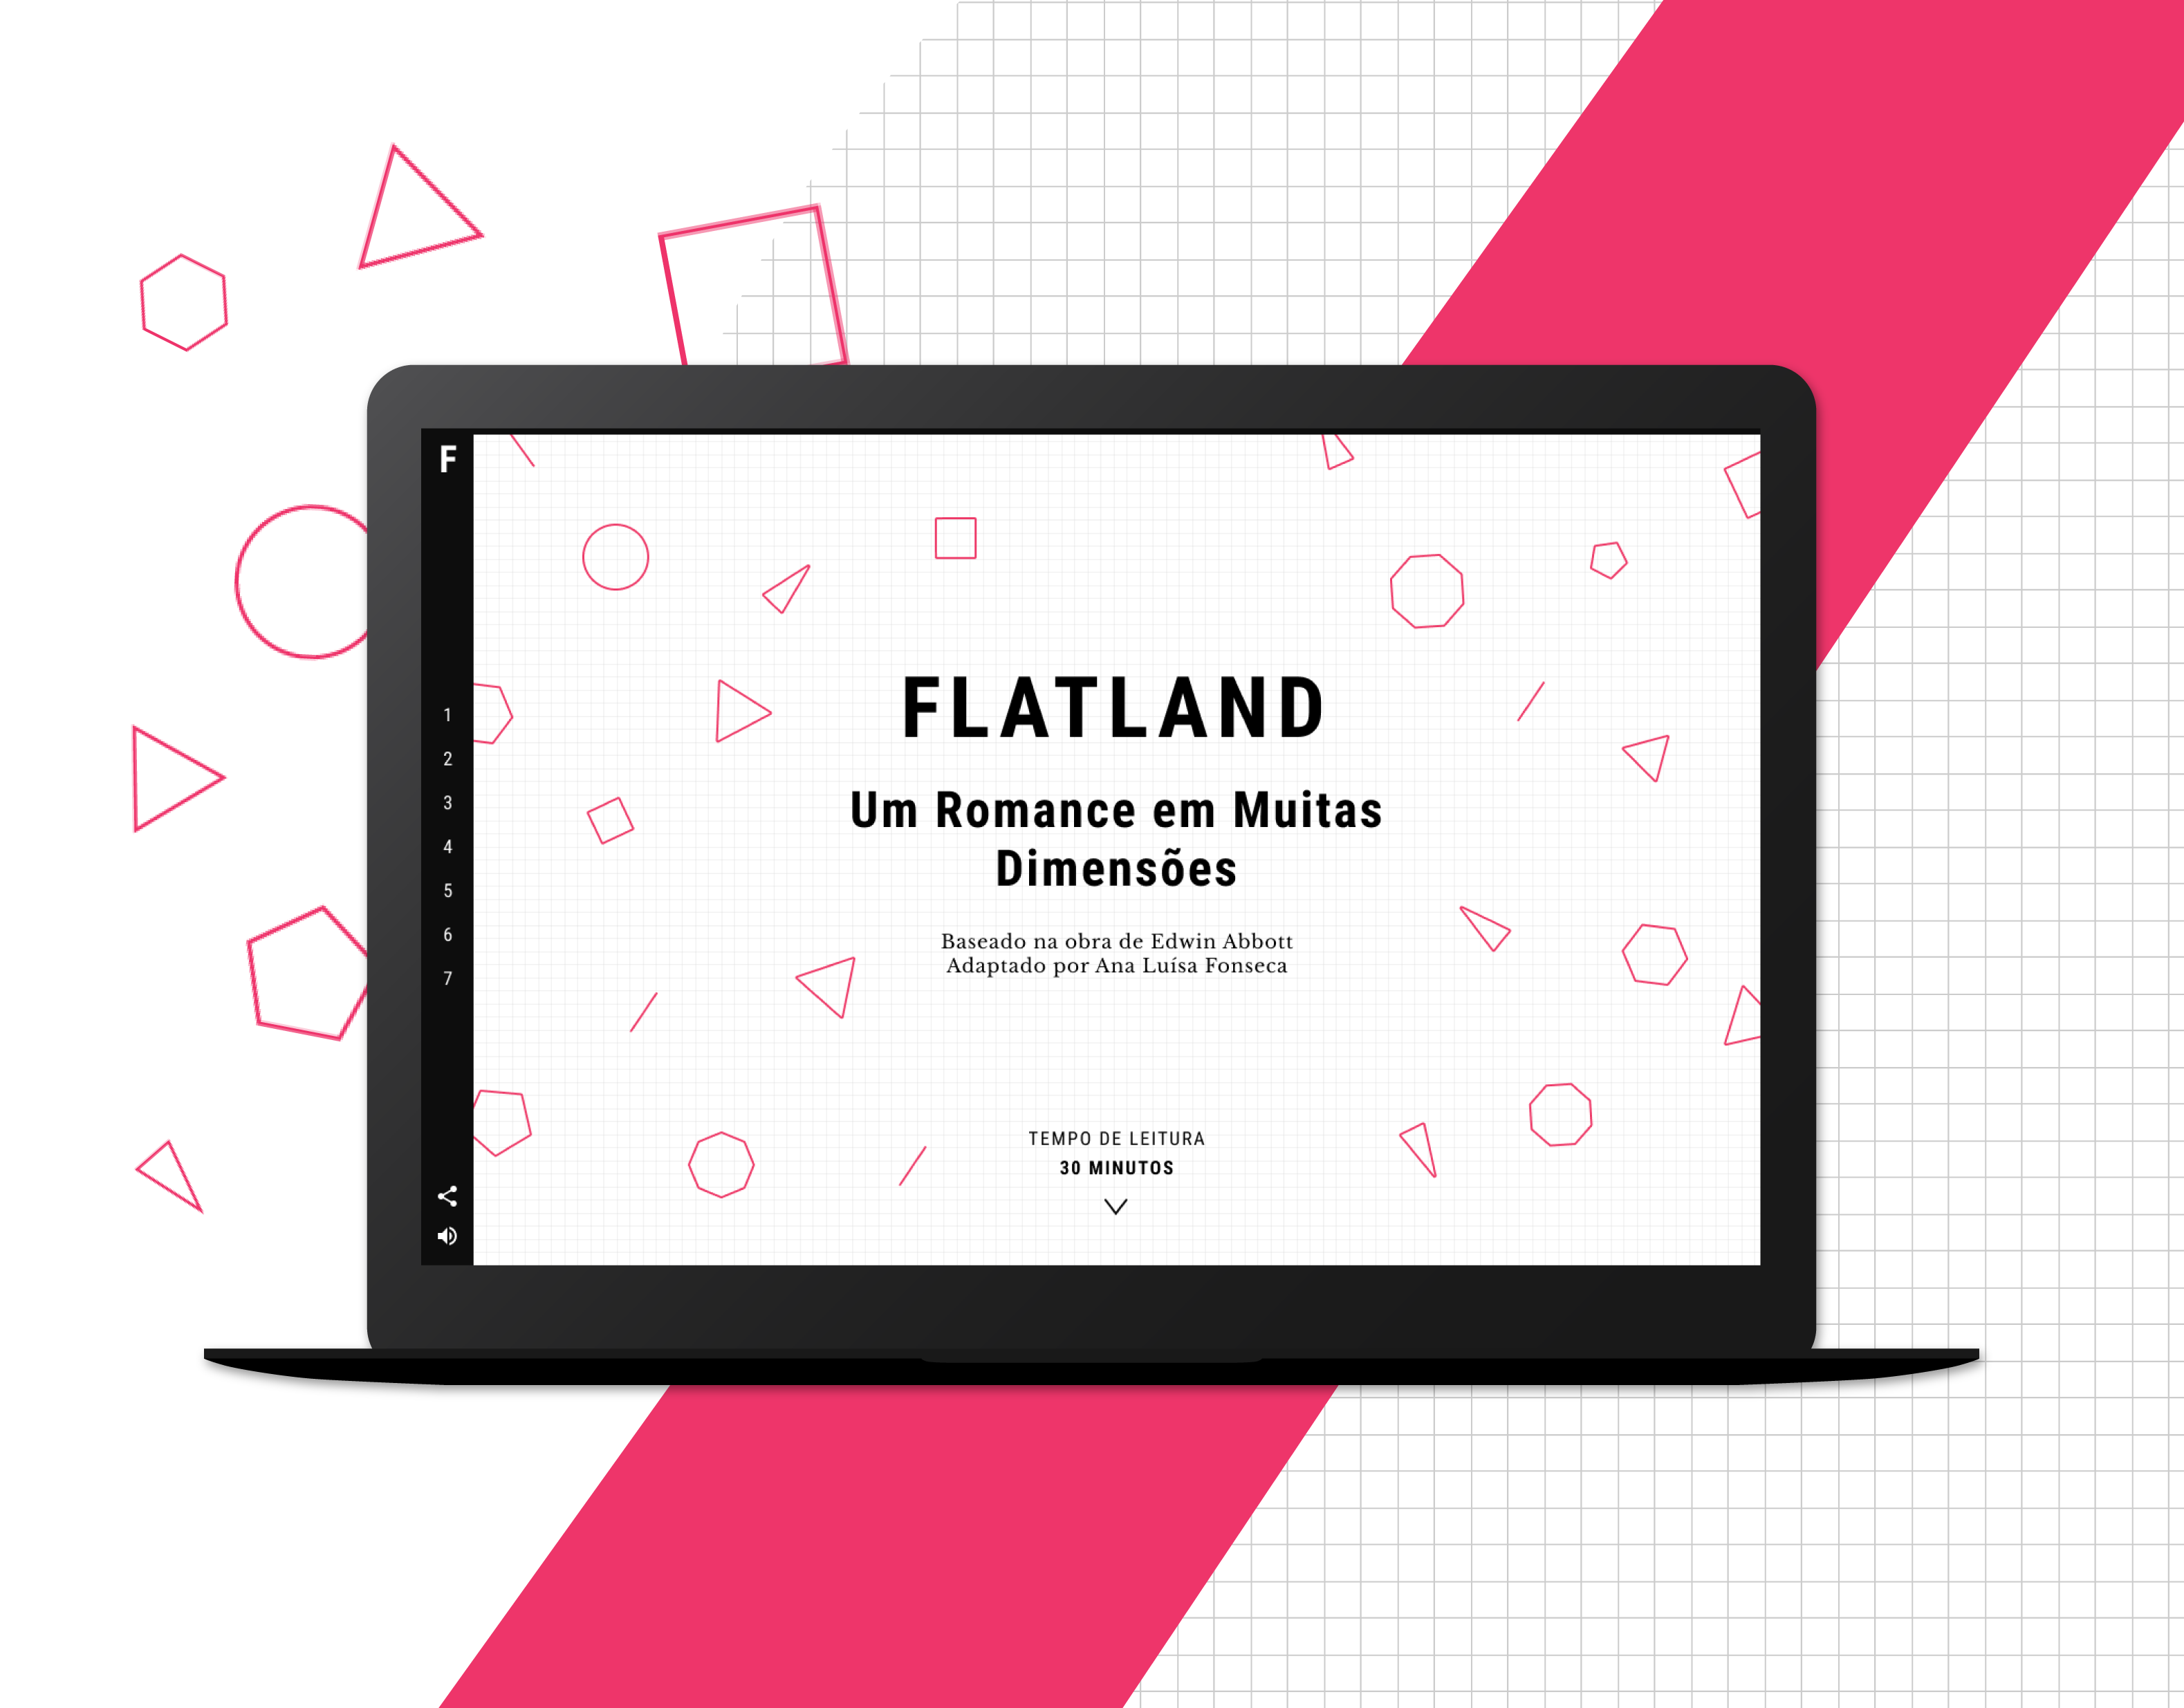 F
1
2
3
4
5
6
7
FLATLAND
Um Romance em Muitas
Dimensões
Baseado na obra de Edwin Abbott
Adaptado por Ana Luísa Fonseca
TEMPO DE LEITURA
30 MINUTOS